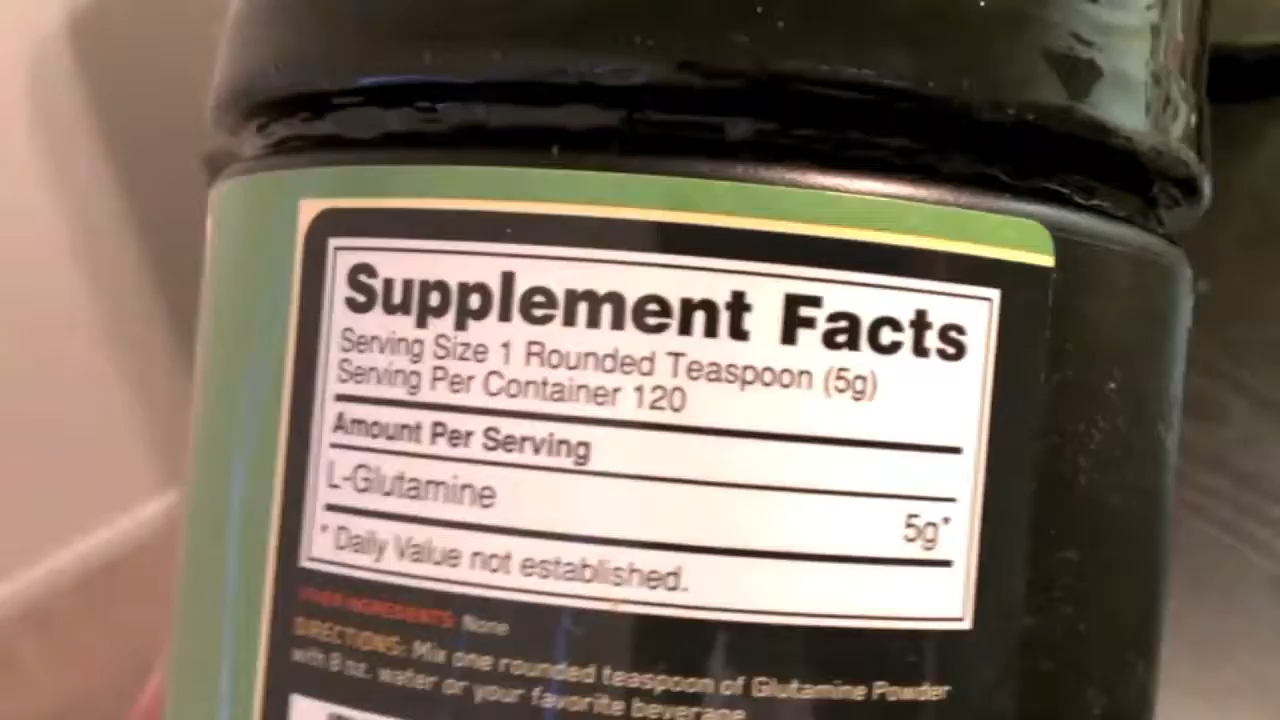 Supplement Facts
Serving Size 1 Rounded Teaspoon (5g)
Serving Per Container 120
Amount Per Serving
L-Glutamine 5g*
* Daily Value not established.
OTHER INGREDIENTS: None
DIRECTIONS: Mix one rounded teaspoon of Glutamine Powder
with 8 oz. water or your favorite beverage